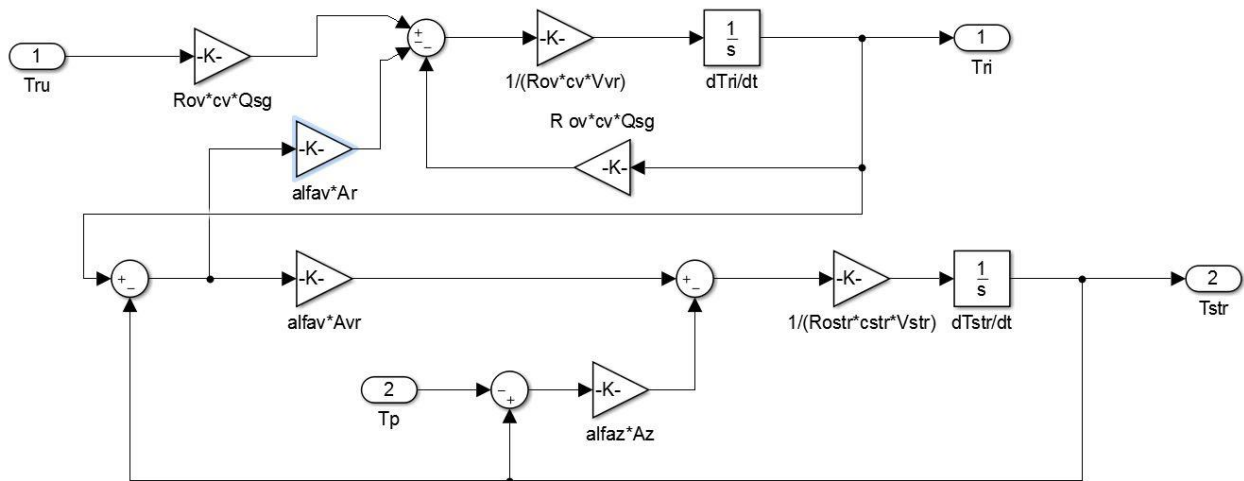 1
Tru
-K-
Rov*cv*Qsg
+
−
−
-K-
1/(Rov*cv*Vvr)
1
s
dTri/dt
1
Tri
R ov*cv*Qsg
-K-
-K-
alfav*Ar
+
−
-K-
alfav*Avr
+
−
-K-
1/(Rostr*cstr*Vstr)
1
s
dTstr/dt
2
Tstr
2
Tp
−
+
-K-
alfaz*Az